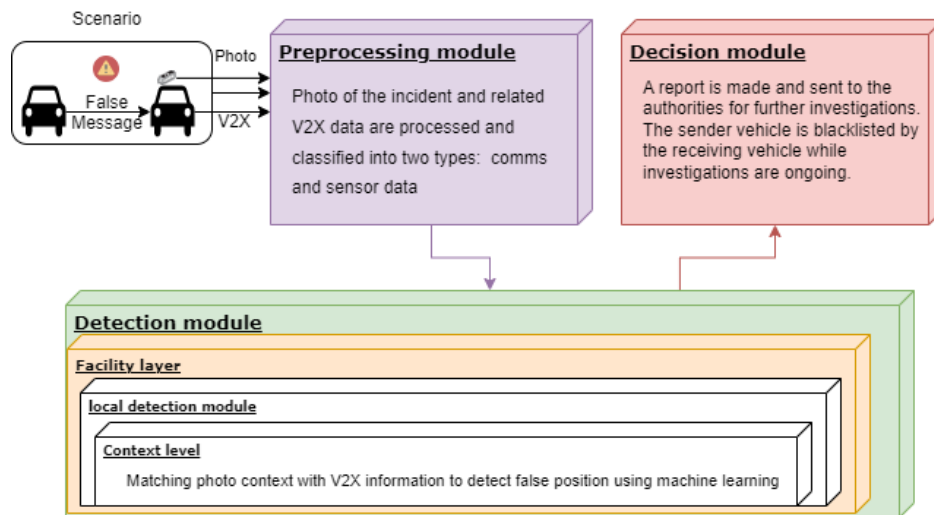 Scenario
Photo
False
Message
V2X
Preprocessing module
Photo of the incident and related
V2X data are processed and
classified into two types: comms
and sensor data
Decision module
A report is made and sent to the
authorities for further investigations.
The sender vehicle is blacklisted by
the receiving vehicle while
investigations are ongoing.
Detection module
Facility layer
local detection module
Context level
Matching photo context with V2X information to detect false position using machine learning